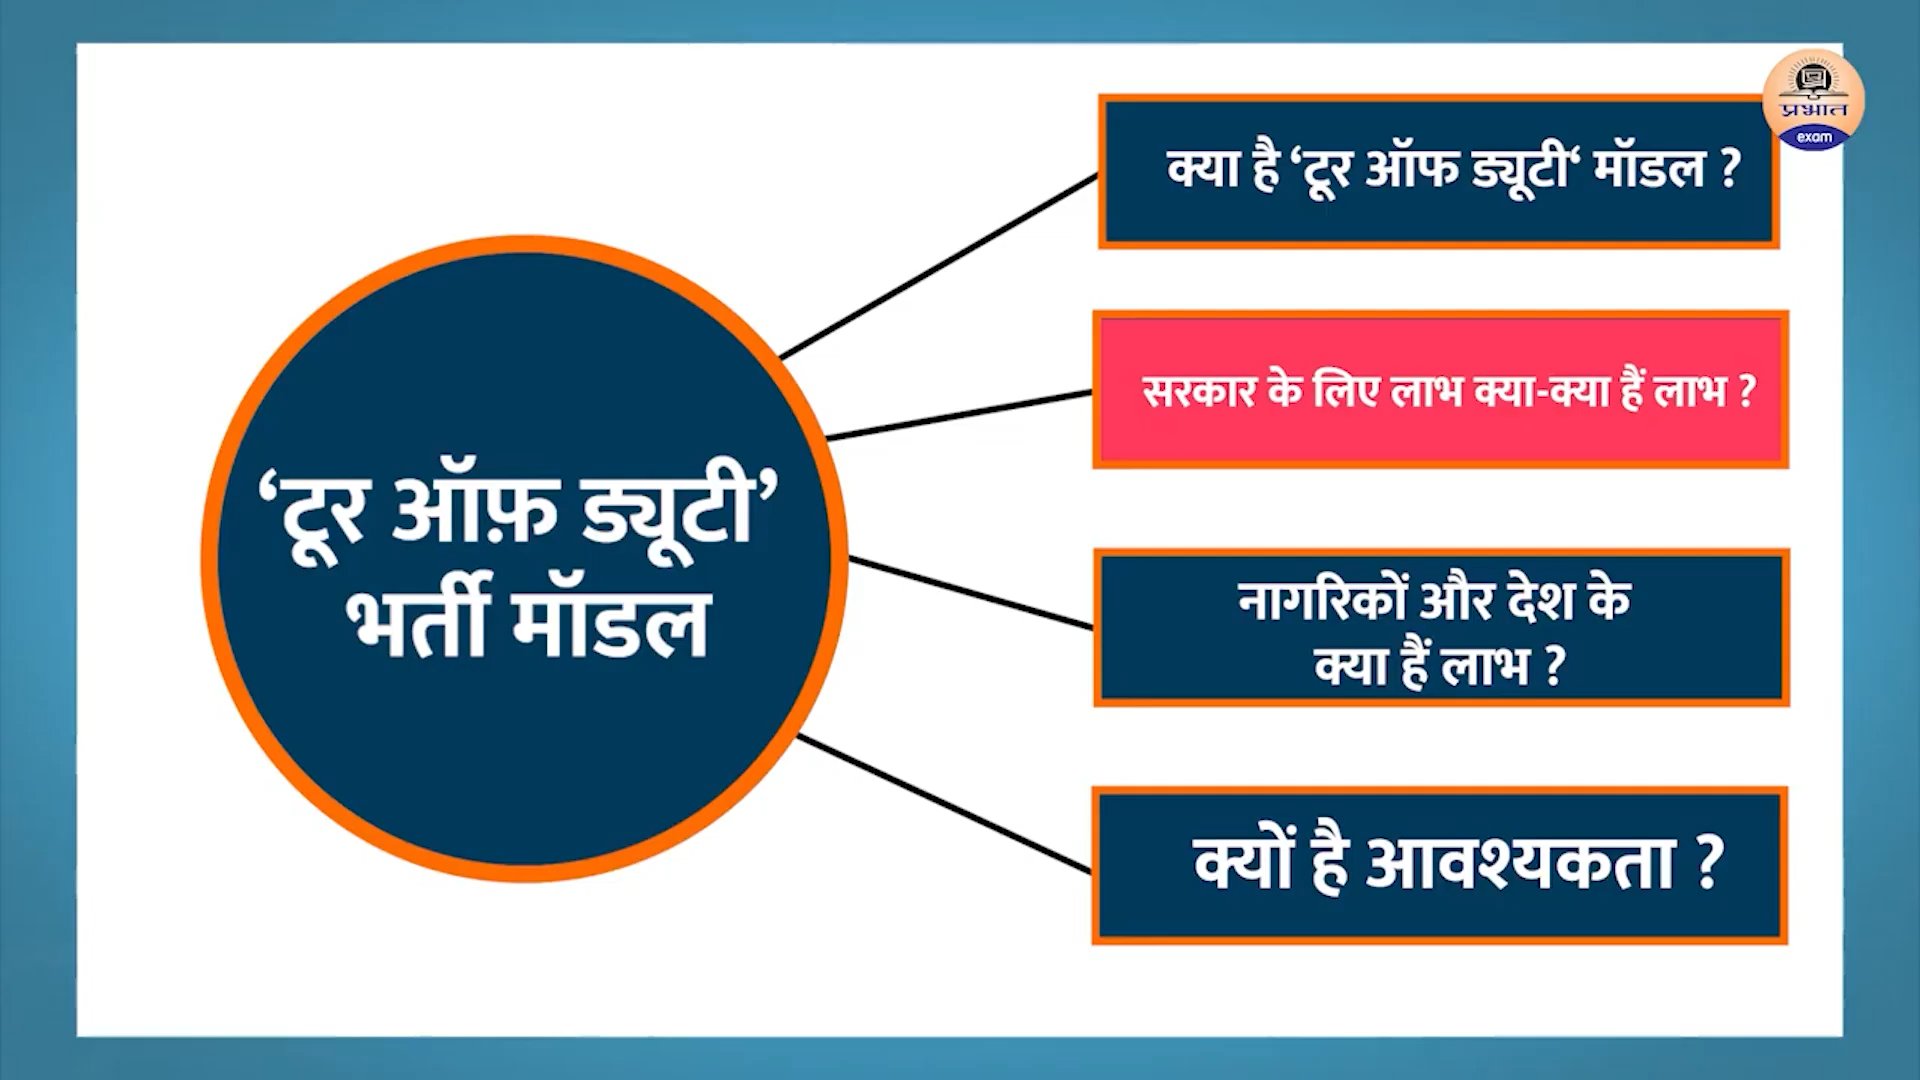 प्रभात
exam
क्या है ‘टूर ऑफ ड्यूटी‘ मॉडल ?
सरकार के लिए लाभ क्या-क्या हैं लाभ ?
‘टूर ऑफ़ ड्यूटी’
भर्ती मॉडल
नागरिकों और देश के
क्या हैं लाभ ?
क्यों है आवश्यकता ?